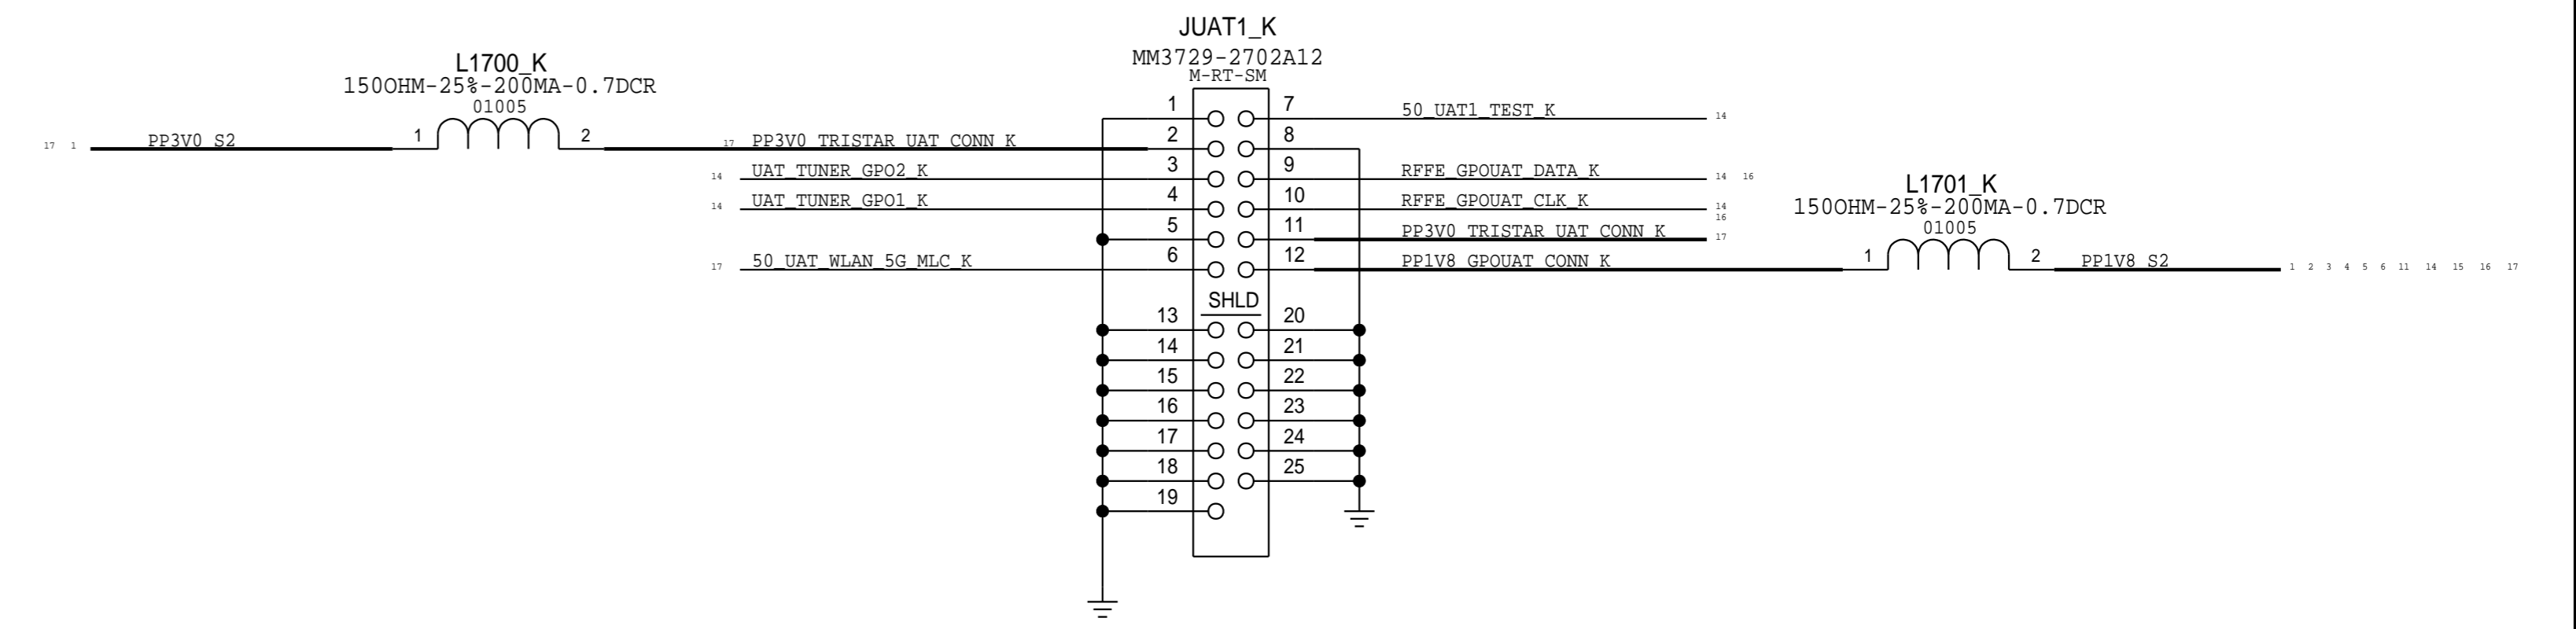 JUAT1_K
MM3729-2702A12
M-RT-SM
L1700_K
150OHM-25%-200MA-0.7DCR
01005
1 7 50_UAT1_TEST_K 14
17 1 PP3V0_S2 1 2 17 PP3V0_TRISTAR_UAT_CONN_K 2 8
14 UAT_TUNER_GPO2_K 3 9 RFFE_GPOUAT_DATA_K 14 16
L1701_K
150OHM-25%-200MA-0.7DCR
01005
14 UAT_TUNER_GPO1_K 4 10 RFFE_GPOUAT_CLK_K 14
16
5 11 PP3V0_TRISTAR_UAT_CONN_K 17
17 50_UAT_WLAN_5G_MLC_K 6 12 PP1V8_GPOUAT_CONN_K 1 2 PP1V8_S2 1 2 3 4 5 6 11 14 15 16 17
SHLD
13 20
14 21
15 22
16 23
17 24
18 25
19